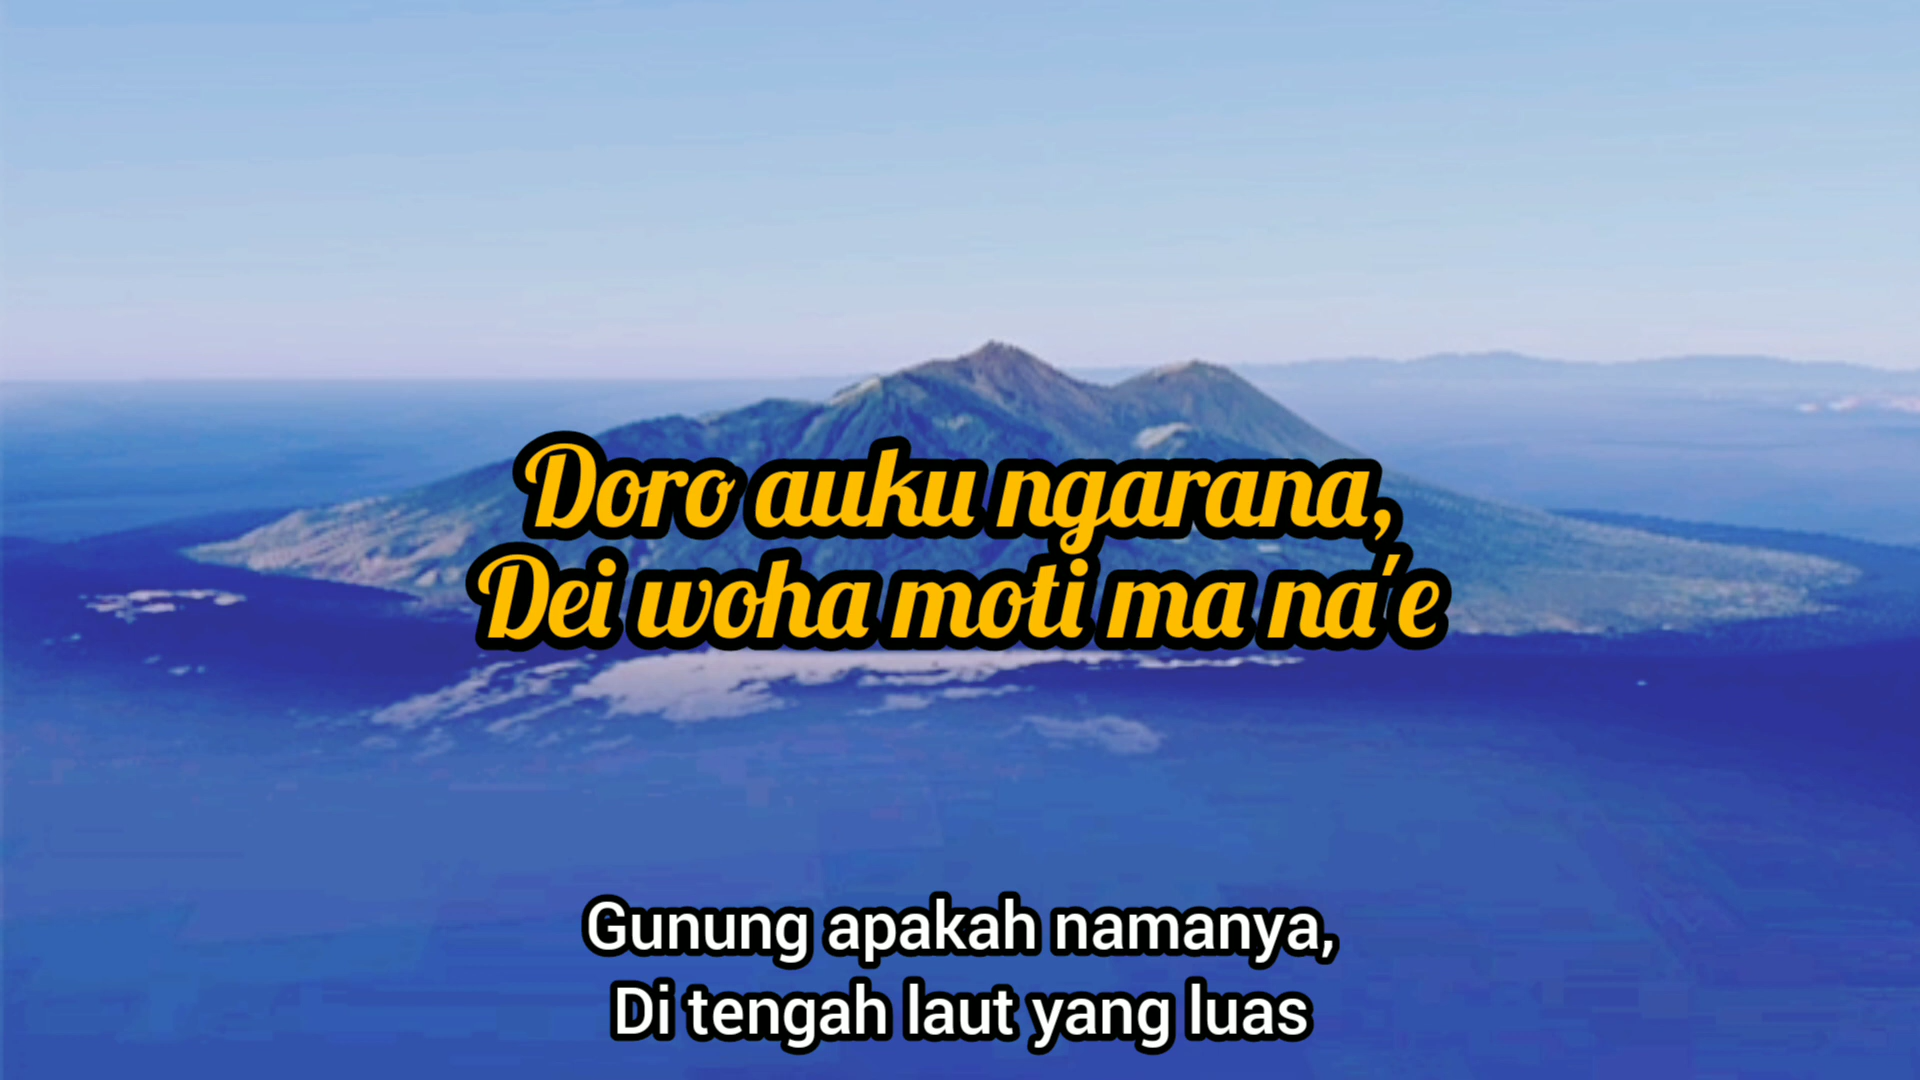 Doro auku ngarana,
Dei woha moti ma na'e
Gunung apakah namanya,
Di tengah laut yang luas